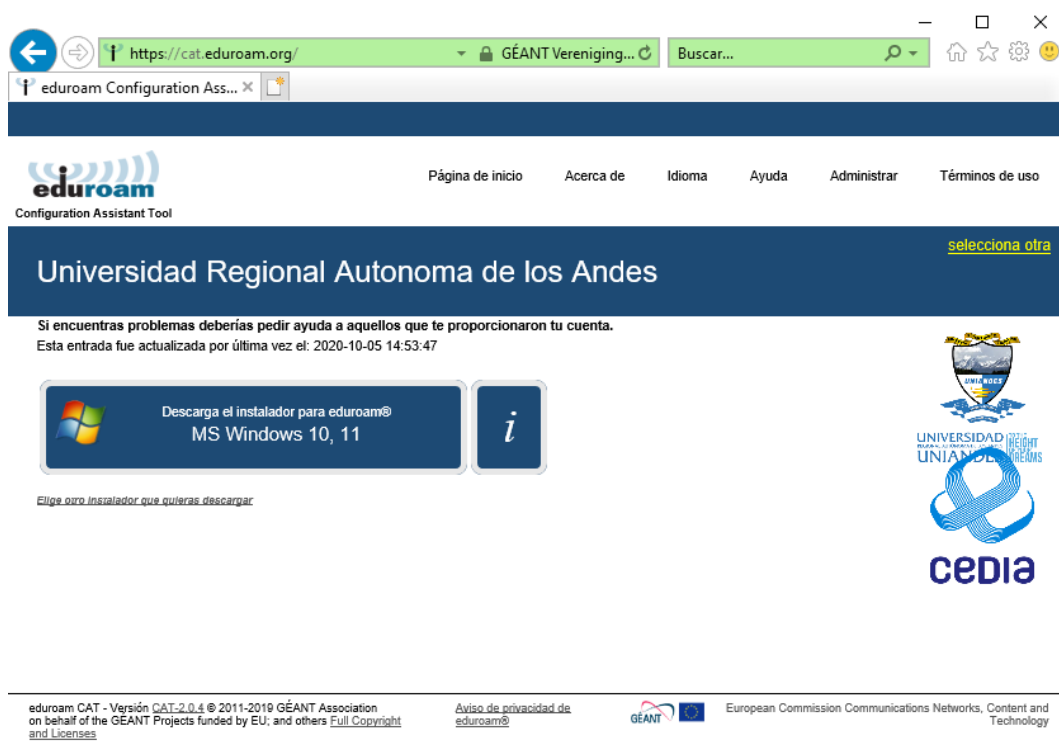 https://cat.eduroam.org/
GÉANT Vereniging...
Buscar...
eduroam Configuration Ass...
eduroam
Configuration Assistant Tool
Página de inicio
Acerca de
Idioma
Ayuda
Administrar
Términos de uso
selecciona otra
Universidad Regional Autonoma de los Andes
Si encuentras problemas deberías pedir ayuda a aquellos que te proporcionaron tu cuenta.
Esta entrada fue actualizada por última vez el: 2020-10-05 14:53:47
Descarga el instalador para eduroam®
MS Windows 10, 11
i
UNIANDES
UNIVERSIDAD
UNIANDES
HEIGHT
DREAMS
Elige otro instalador que quieras descargar
CEDIA
eduroam CAT - Versión CAT-2.0.4 © 2011-2019 GÉANT Association
on behalf of the GÉANT Projects funded by EU; and others Full Copyright
and Licenses
Aviso de privacidad de
eduroam®
GÉANT
European Commission Communications Networks, Content and
Technology